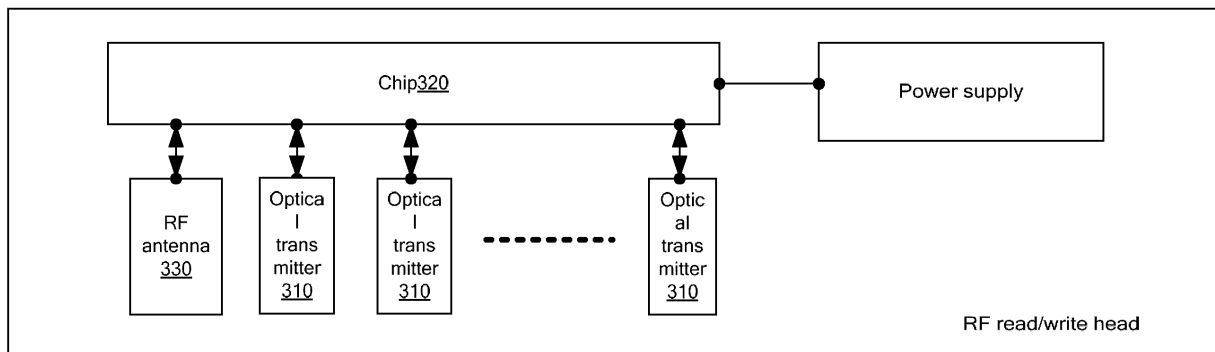 Chip320
Power supply
RF
antenna
330
Optica
l
trans
mitter
310
Optica
l
trans
mitter
310
Optic
al
trans
mitter
310
RF read/write head